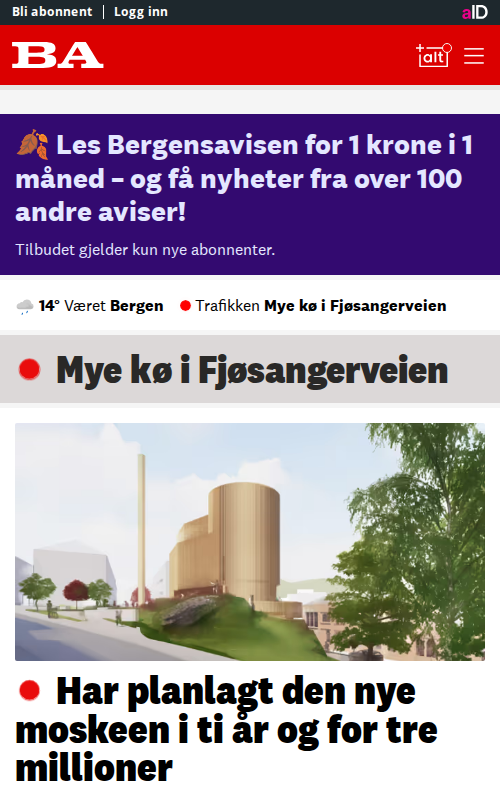 Bli abonnent | Logg inn
aID
BA
+alt
Les Bergensavisen for 1 krone i 1
måned – og få nyheter fra over 100
andre aviser!
Tilbudet gjelder kun nye abonnenter.
14° Været Bergen Trafikken Mye kø i Fjøsangerveien
Mye kø i Fjøsangerveien
Har planlagt den nye
moskeen i ti år og for tre
millioner